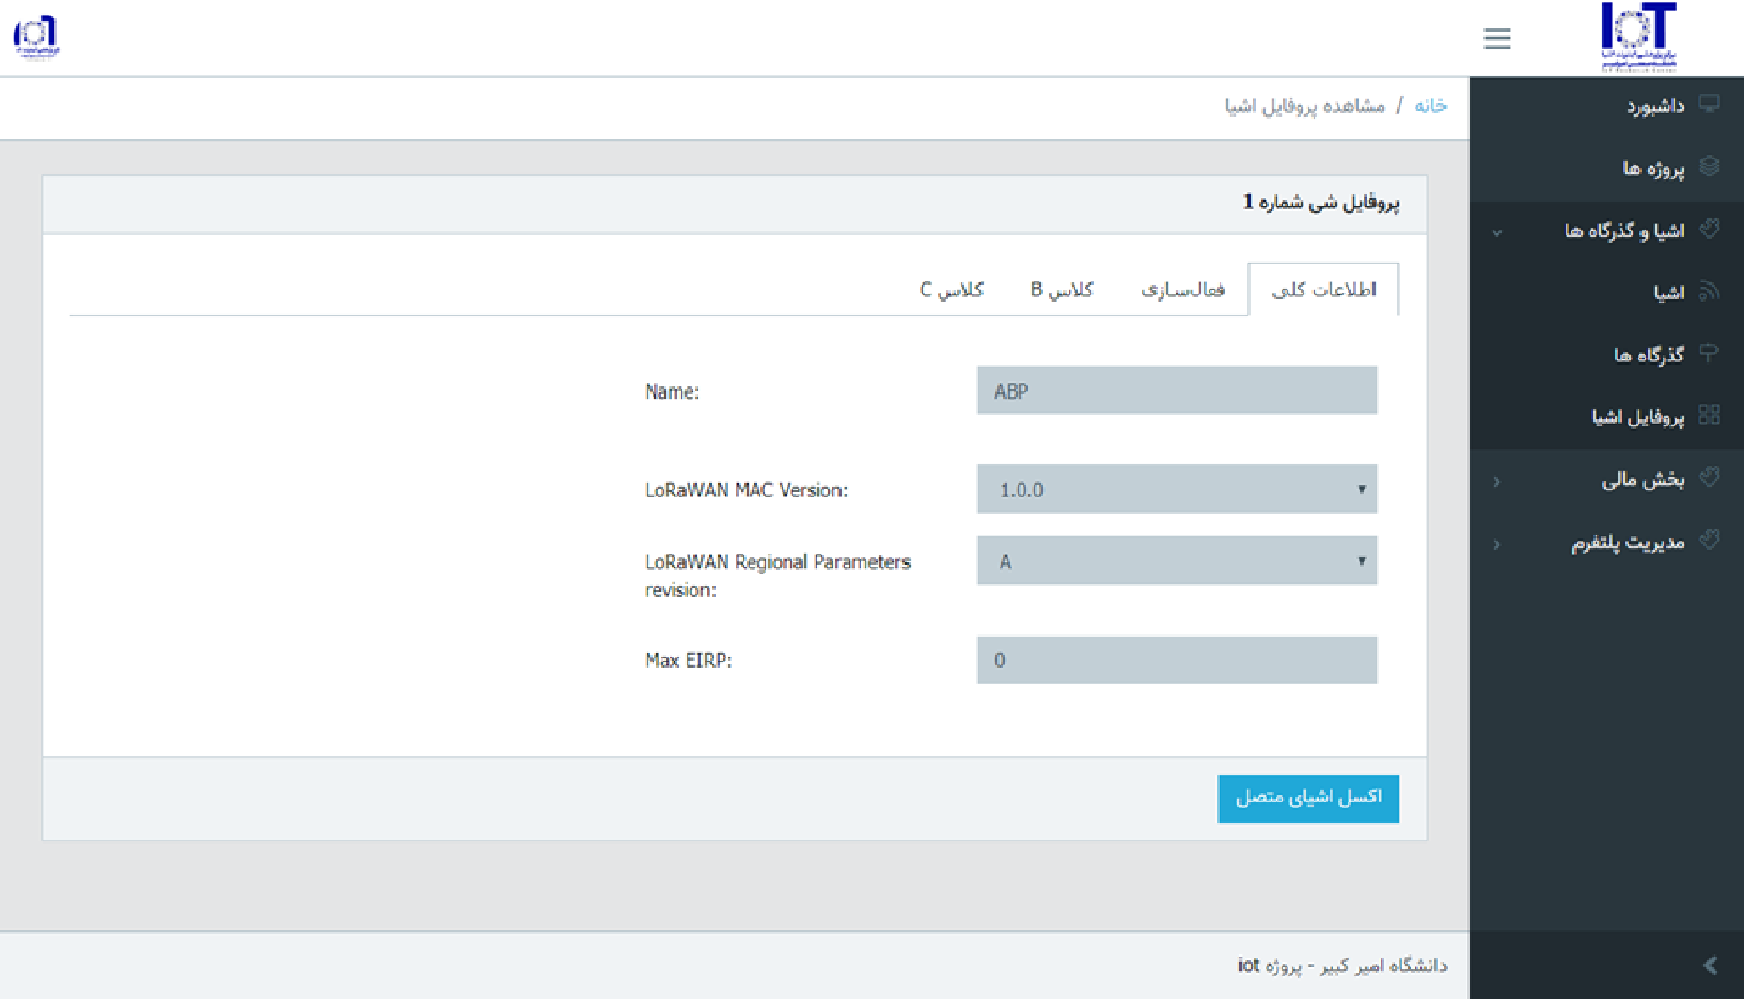 IoT
خانه / مشاهده پروفایل اشیا
داشبورد
پروژه ها
اشیا و گذرگاه ها
اشیا
گذرگاه ها
پروفایل اشیا
بخش مالی
مدیریت پلتفرم
پروفایل شی شماره 1
اطلاعات کلی
فعال‌سازی
کلاس B
کلاس C
Name:
ABP
LoRaWAN MAC Version:
1.0.0
LoRaWAN Regional Parameters
revision:
A
Max EIRP:
0
اکسل اشیای متصل
دانشگاه امیر کبیر - پروژه iot